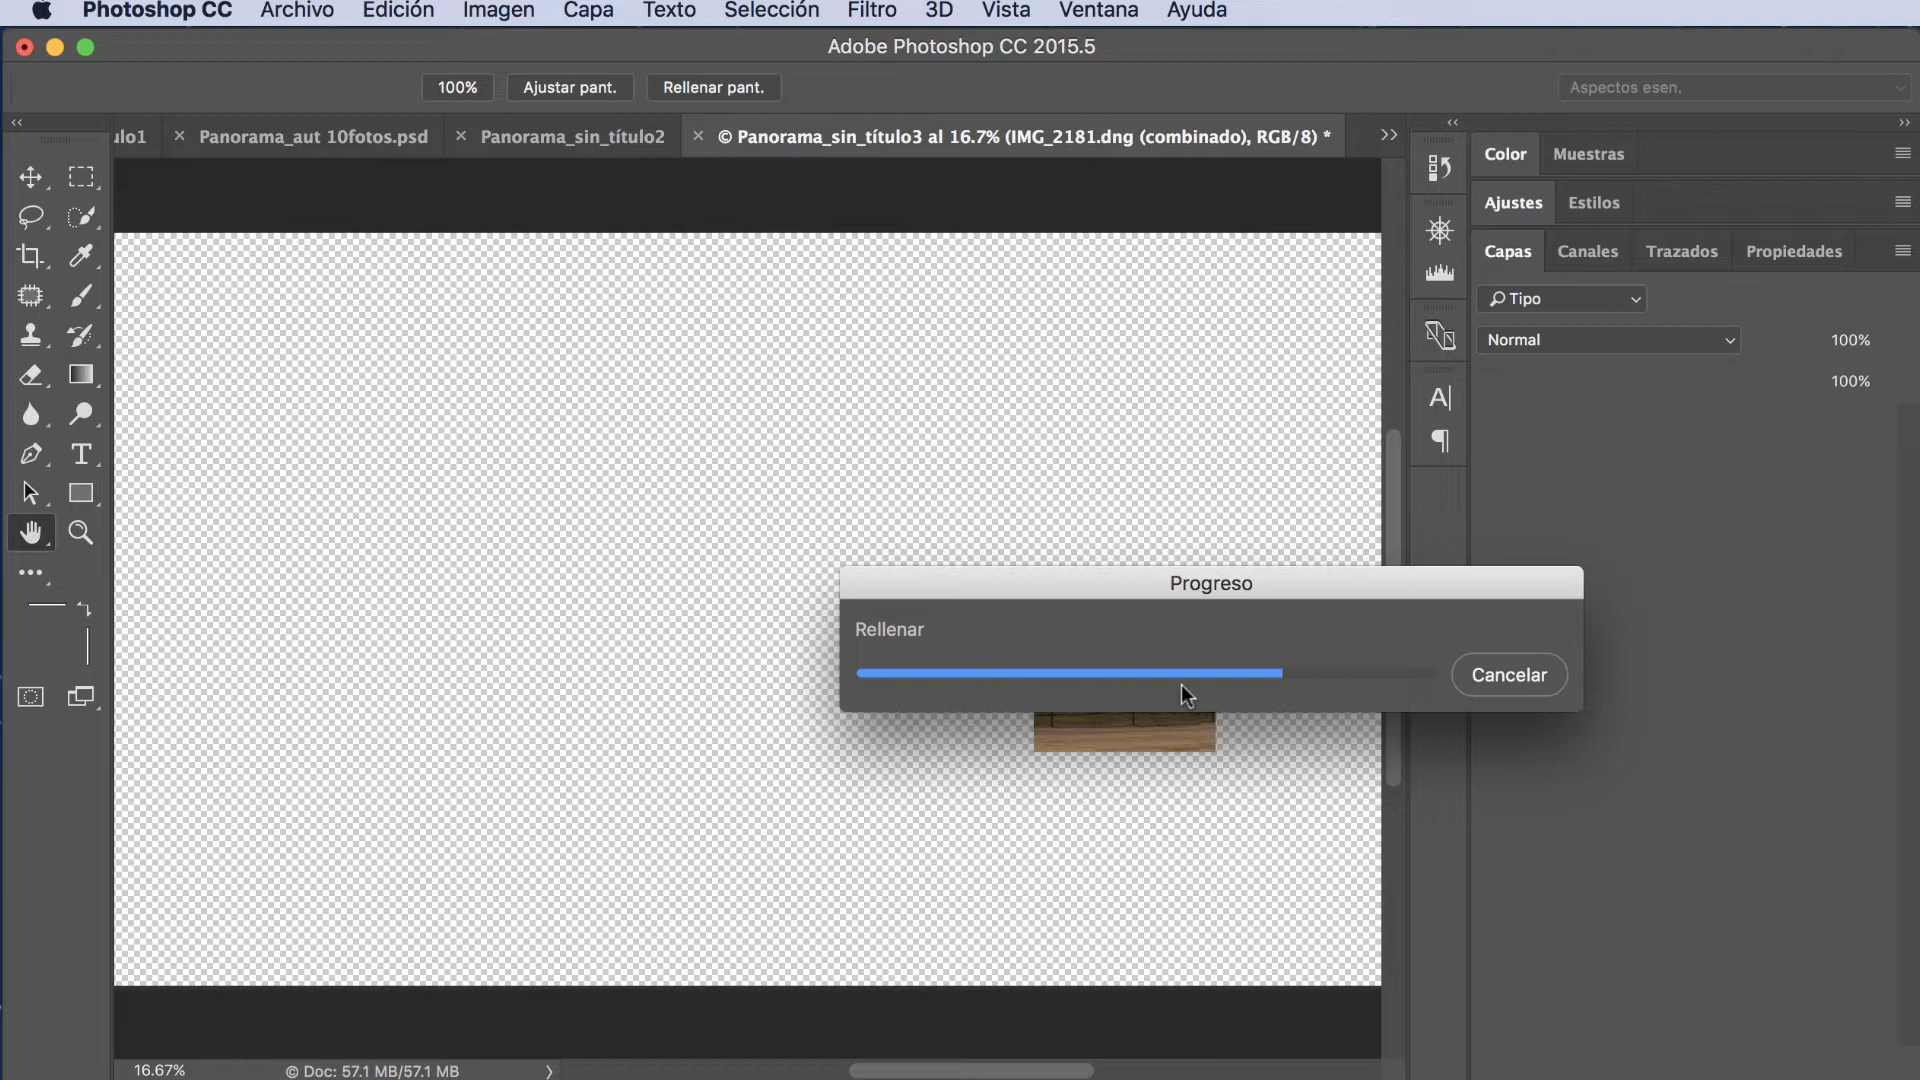 Photoshop CC Archivo Edición Imagen Capa Texto Selección Filtro 3D Vista Ventana Ayuda
Adobe Photoshop CC 2015.5
100% Ajustar pant. Rellenar pant. Aspectos esen.
ulo1 Panorama_aut 10fotos.psd Panorama_sin_título2 © Panorama_sin_título3 al 16.7% (IMG_2181.dng (combinado), RGB/8) *
Color Muestras
Ajustes Estilos
Capas Canales Trazados Propiedades
Tipo
Normal 100%
100%
Progreso
Rellenar
Cancelar
16.67% © Doc: 57.1 MB/57.1 MB